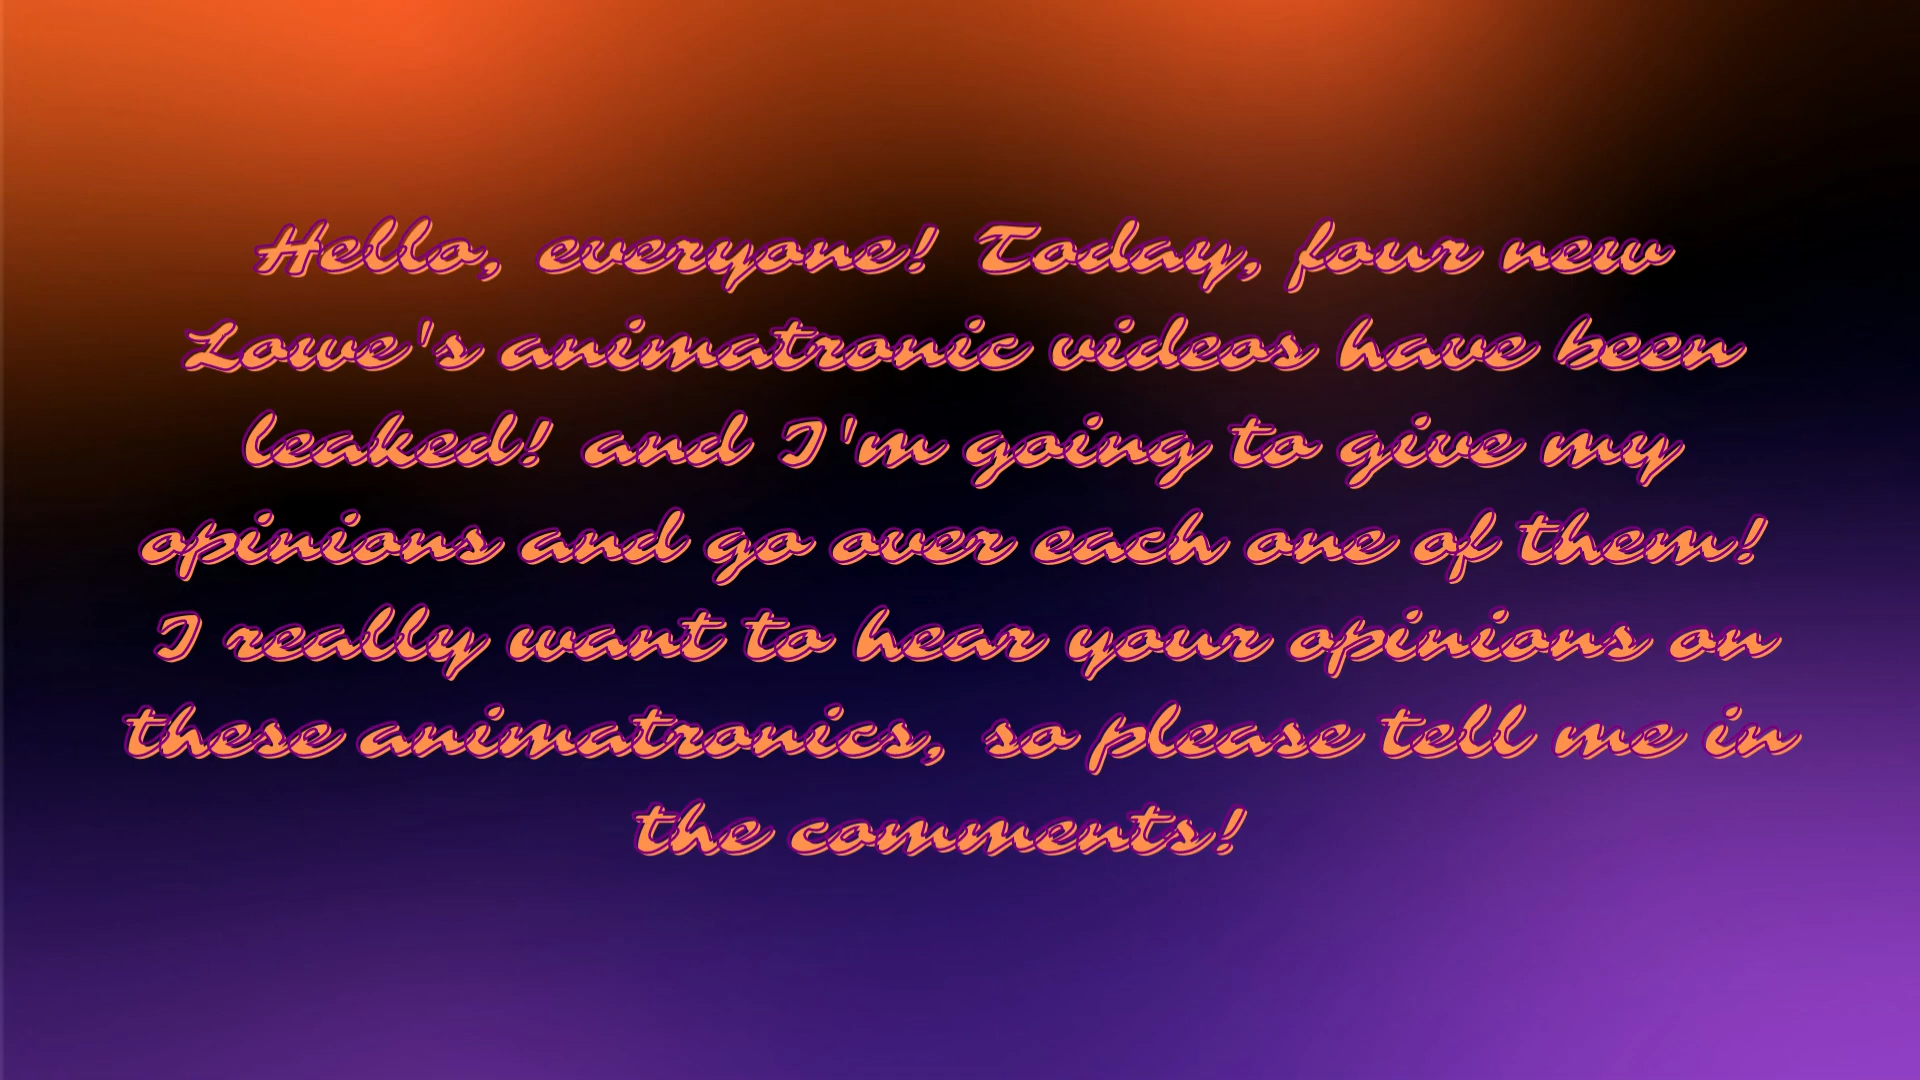 Hello, everyone! Today, four new
Lowe's animatronic videos have been
leaked! and I'm going to give my
opinions and go over each one of them!
I really want to hear your opinions on
these animatronics, so please tell me in
the comments!